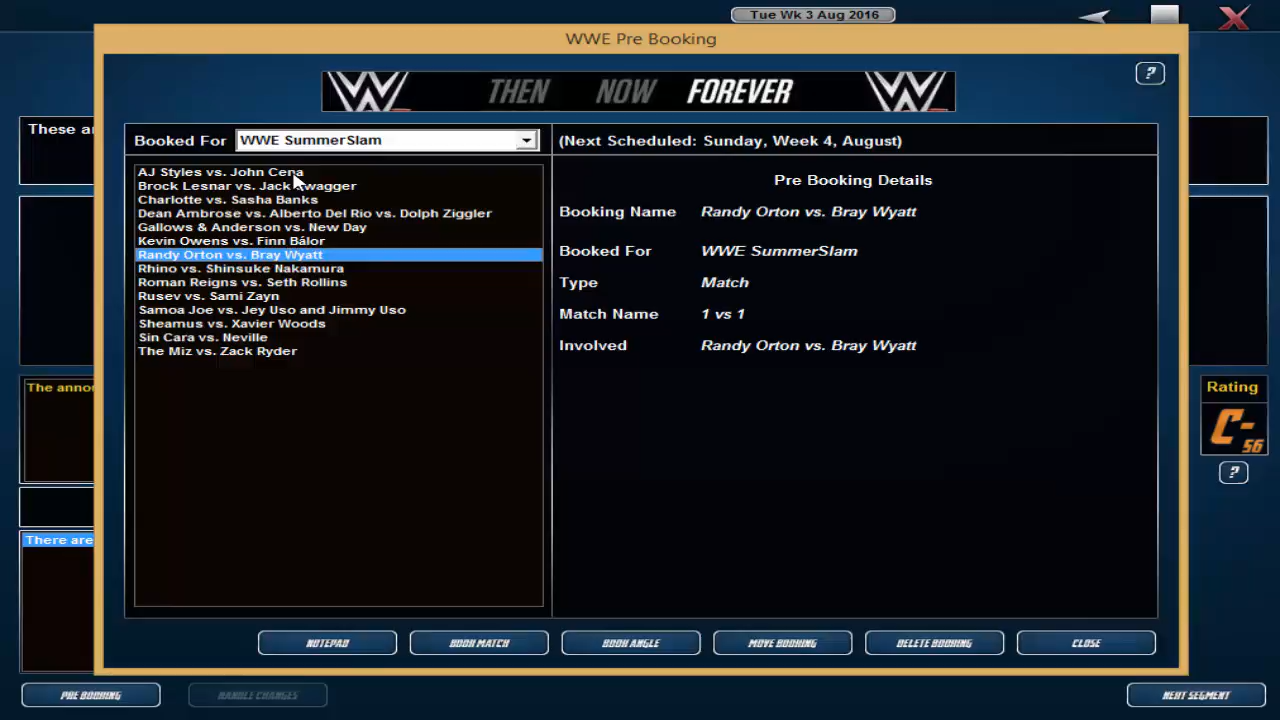 Tue Wk 3 Aug 2016
WWE Pre Booking
THEN NOW FOREVER
?
These a
Booked For WWE SummerSlam
(Next Scheduled: Sunday, Week 4, August)
AJ Styles vs. John Cena
Brock Lesnar vs. Jack Swagger
Charlotte vs. Sasha Banks
Dean Ambrose vs. Alberto Del Rio vs. Dolph Ziggler
Gallows & Anderson vs. New Day
Kevin Owens vs. Finn Bálor
Randy Orton vs. Bray Wyatt
Rhino vs. Shinsuke Nakamura
Roman Reigns vs. Seth Rollins
Rusev vs. Sami Zayn
Samoa Joe vs. Jey Uso and Jimmy Uso
Sheamus vs. Xavier Woods
Sin Cara vs. Neville
The Miz vs. Zack Ryder
Pre Booking Details
Booking Name Randy Orton vs. Bray Wyatt
Booked For WWE SummerSlam
Type Match
Match Name 1 vs 1
Involved Randy Orton vs. Bray Wyatt
The anno
There are
Rating
C-
56
?
NOTEPAD BOOK MATCH BOOK ANGLE MOVE BOOKING DELETE BOOKING CLOSE
PRE BOOKING HANDLE CHANGES NEXT SEGMENT